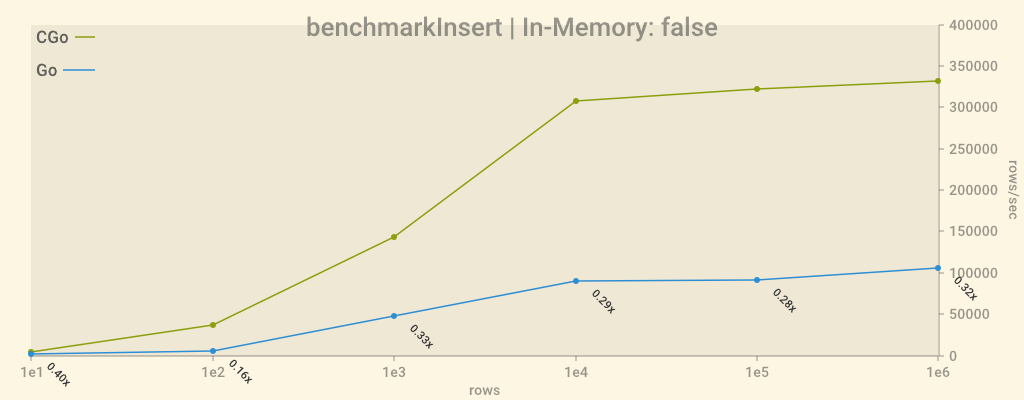 benchmarkInsert | In-Memory: false
CGo
Go
400000
350000
300000
250000
200000
150000
100000
50000
0
rows/sec
0.40x
0.16x
0.33x
0.29x
0.28x
0.32x
1e1
1e2
1e3
1e4
1e5
1e6
rows